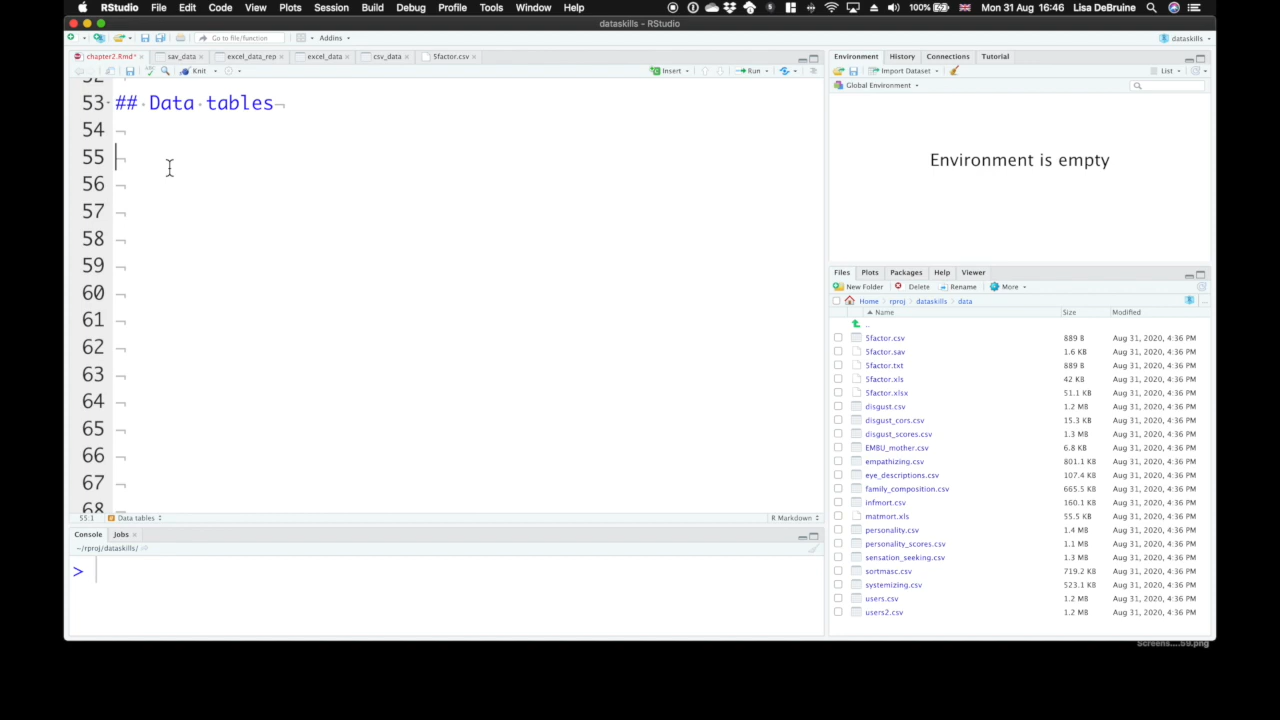 RStudio File Edit Code View Plots Session Build Debug Profile Tools Window Help 100% Mon 31 Aug 16:46 Lisa DeBruine
dataskills - RStudio
Go to file/function Addins dataskills
chapter2.Rmd* sav_data excel_data_rep excel_data csv_data 5factor.csv
Knit Insert Run
53 ## Data tables
54
55
56
57
58
59
60
61
62
63
64
65
66
67
68
55:1 Data tables R Markdown
Console Jobs
~/rproj/dataskills/
>
Environment History Connections Tutorial
Import Dataset List
Global Environment
Environment is empty
Files Plots Packages Help Viewer
New Folder Delete Rename More
Home rproj dataskills data
Name Size Modified
..
5factor.csv 889 B Aug 31, 2020, 4:36 PM
5factor.sav 1.6 KB Aug 31, 2020, 4:36 PM
5factor.txt 889 B Aug 31, 2020, 4:36 PM
5factor.xls 42 KB Aug 31, 2020, 4:36 PM
5factor.xlsx 51.1 KB Aug 31, 2020, 4:36 PM
disgust.csv 1.2 MB Aug 31, 2020, 4:36 PM
disgust_cors.csv 15.3 KB Aug 31, 2020, 4:36 PM
disgust_scores.csv 1.3 MB Aug 31, 2020, 4:36 PM
EMBU_mother.csv 6.8 KB Aug 31, 2020, 4:36 PM
empathizing.csv 801.1 KB Aug 31, 2020, 4:36 PM
eye_descriptions.csv 107.4 KB Aug 31, 2020, 4:36 PM
family_composition.csv 665.5 KB Aug 31, 2020, 4:36 PM
infmort.csv 160.1 KB Aug 31, 2020, 4:36 PM
matmort.xls 55.5 KB Aug 31, 2020, 4:36 PM
personality.csv 1.4 MB Aug 31, 2020, 4:36 PM
personality_scores.csv 1.1 MB Aug 31, 2020, 4:36 PM
sensation_seeking.csv 1.3 MB Aug 31, 2020, 4:36 PM
sortmasc.csv 719.2 KB Aug 31, 2020, 4:36 PM
systemizing.csv 523.1 KB Aug 31, 2020, 4:36 PM
users.csv 1.2 MB Aug 31, 2020, 4:36 PM
users2.csv 1.2 MB Aug 31, 2020, 4:36 PM
Screens....59.png